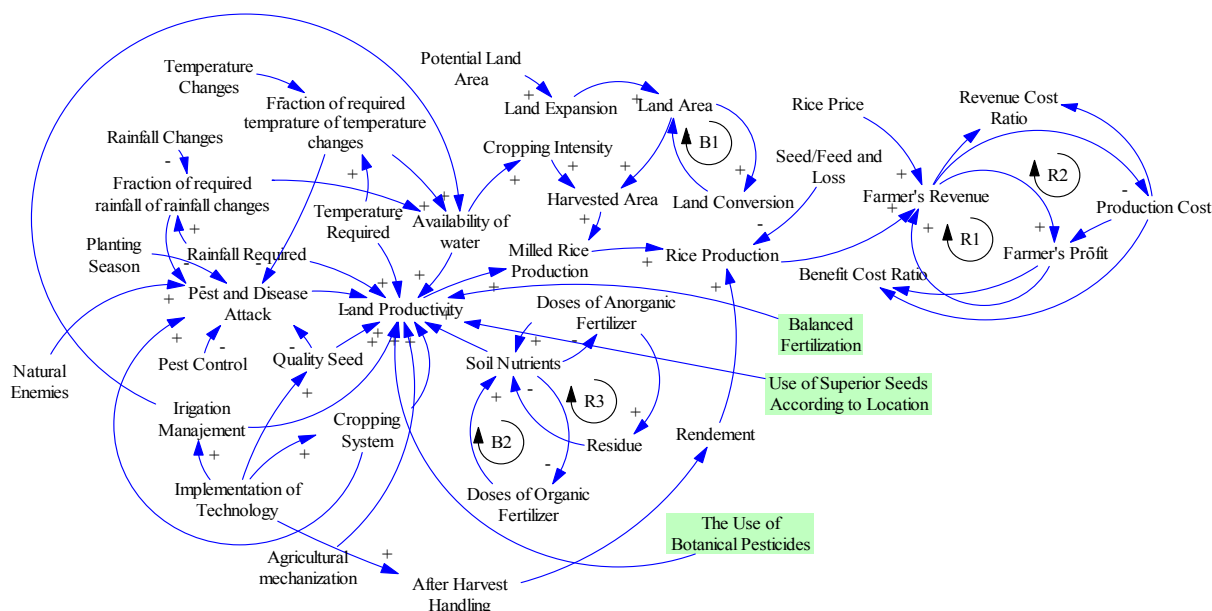 Temperature
Changes
Potential Land
Area
Land Expansion
Land Area
Rice Price
Revenue Cost
Ratio
Fraction of required
temprature of temperature
changes
Rainfall Changes
Fraction of required
rainfall of rainfall changes
Cropping Intensity
B1
Seed/Feed and
Loss
R2
Harvested Area
Land Conversion
Farmer's Revenue
Production Cost
Temperature
Required
Availability of
water
Planting
Season
Rainfall Required
Milled Rice
Production
Rice Production
R1
Farmer's Profit
Benefit Cost Ratio
Pest and Disease
Attack
Land Productivity
Doses of Anorganic
Fertilizer
Balanced
Fertilization
Natural
Enemies
Pest Control
Quality Seed
Soil Nutrients
Use of Superior Seeds
According to Location
Irigation
Manajement
Cropping
System
R3
B2
Residue
Rendement
Implementation of
Technology
Doses of Organic
Fertilizer
The Use of
Botanical Pesticides
Agricultural
mechanization
After Harvest
Handling